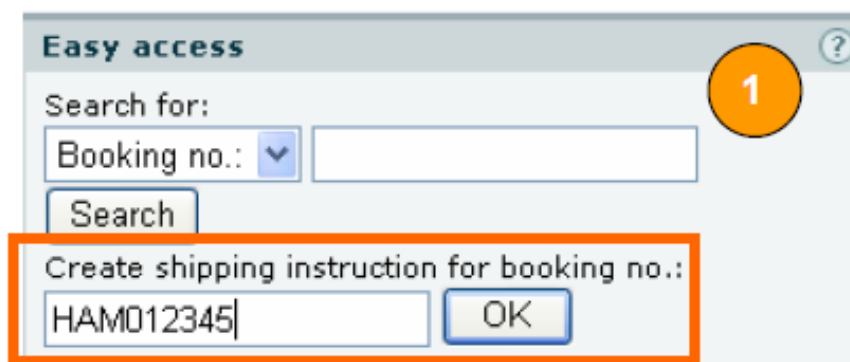 Easy access
?
1
Search for:
Booking no.:
Search
Create shipping instruction for booking no.:
HAM012345
OK